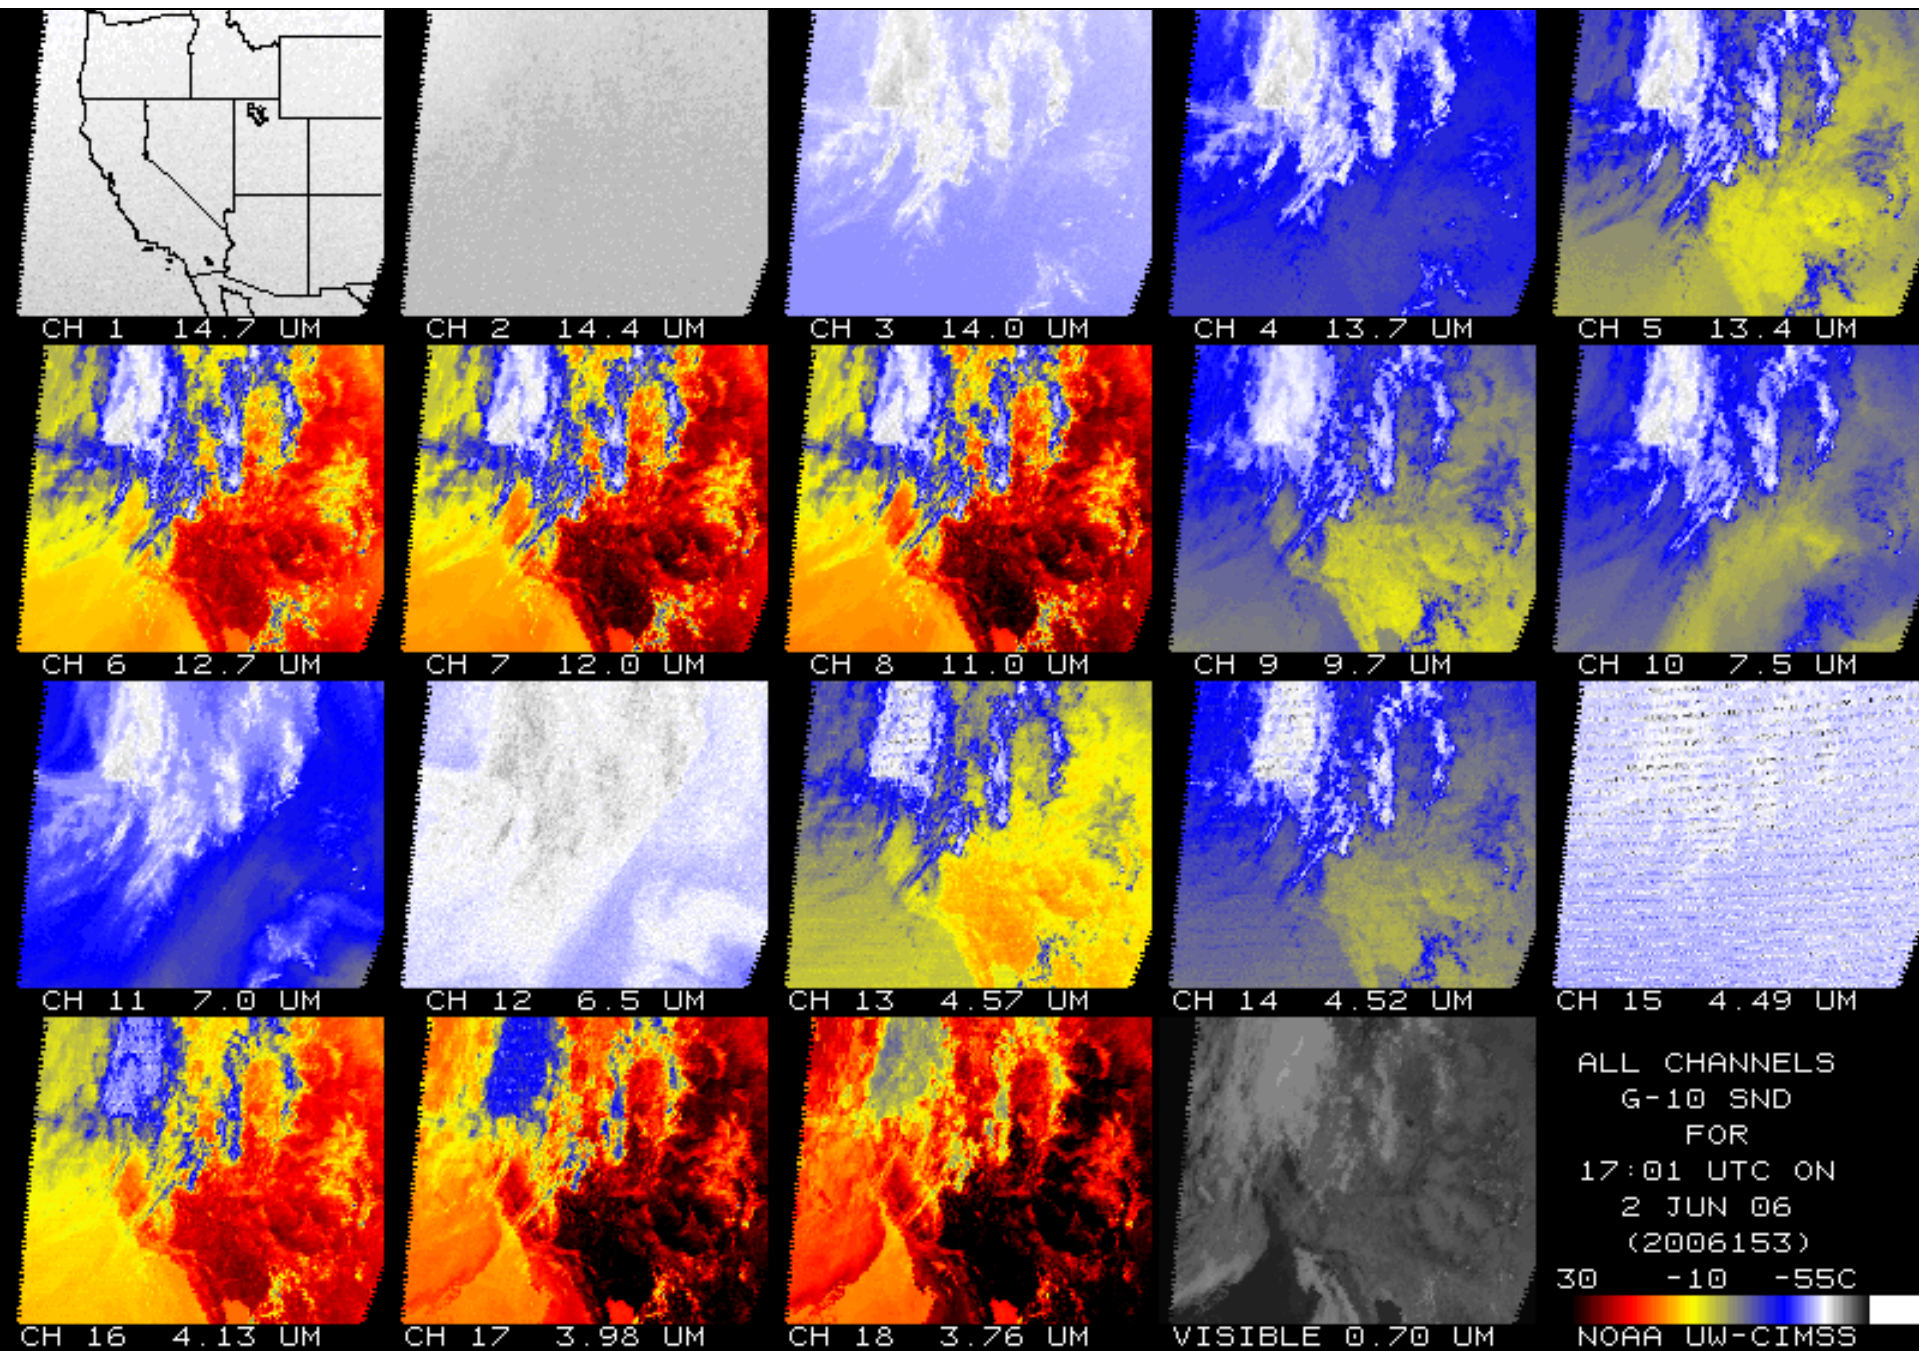 CH 1 14.7 UM
CH 2 14.4 UM
CH 3 14.0 UM
CH 4 13.7 UM
CH 5 13.4 UM
CH 6 12.7 UM
CH 7 12.0 UM
CH 8 11.0 UM
CH 9 9.7 UM
CH 10 7.5 UM
CH 11 7.0 UM
CH 12 6.5 UM
CH 13 4.57 UM
CH 14 4.52 UM
CH 15 4.49 UM
CH 16 4.13 UM
CH 17 3.98 UM
CH 18 3.76 UM
VISIBLE 0.70 UM
ALL CHANNELS
G-10 SND
FOR
17:01 UTC ON
2 JUN 06
(2006153)
30 -10 -55C
NOAA UW-CIMSS